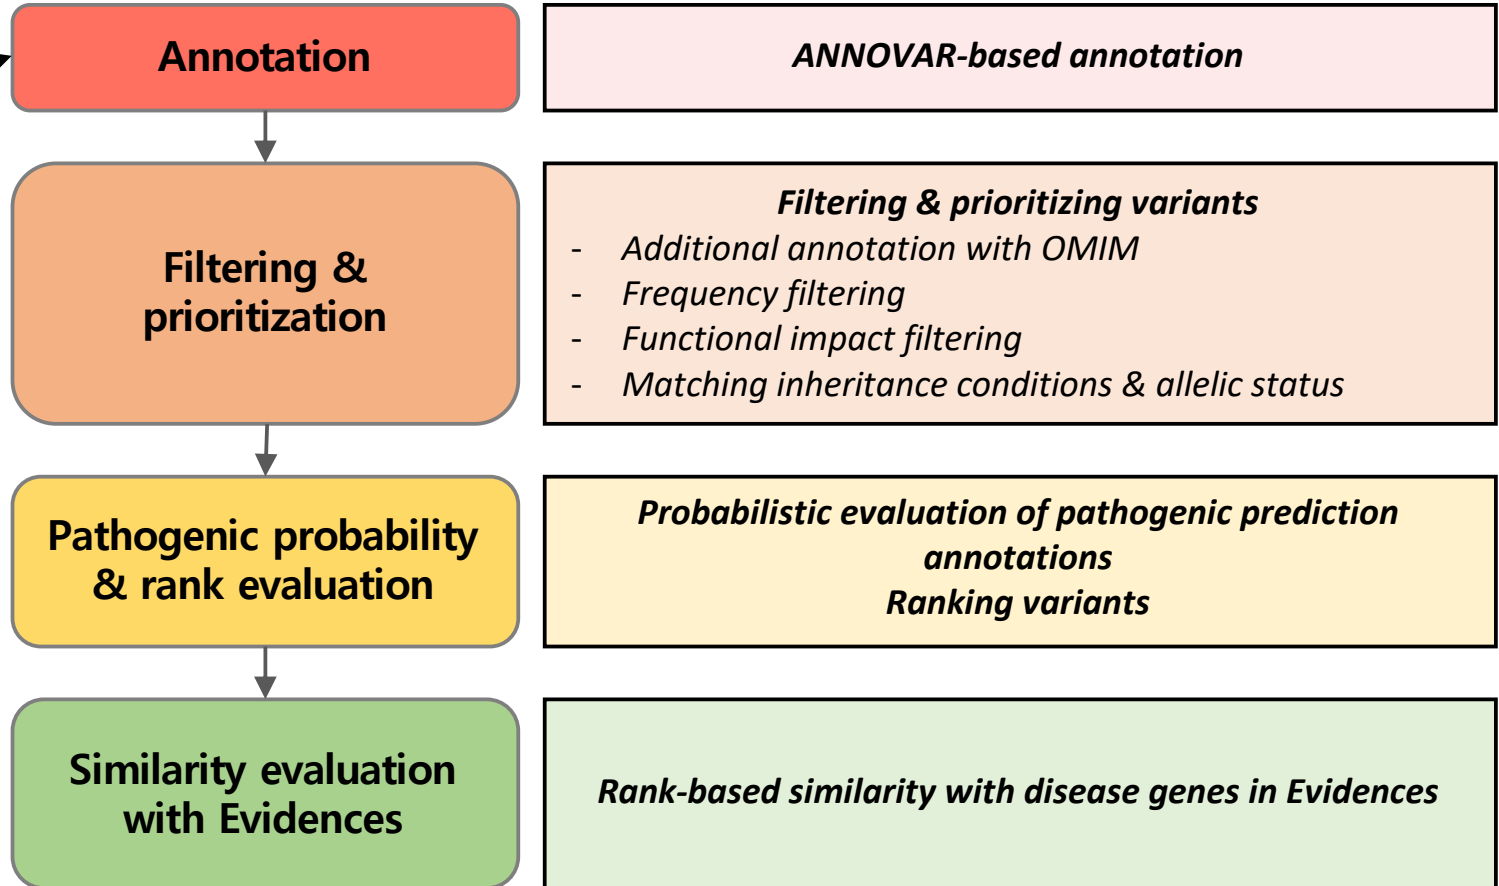 Annotation
ANNOVAR-based annotation
Filtering &
prioritization
Filtering & prioritizing variants
- Additional annotation with OMIM
- Frequency filtering
- Functional impact filtering
- Matching inheritance conditions & allelic status
Pathogenic probability
& rank evaluation
Probabilistic evaluation of pathogenic prediction
annotations
Ranking variants
Similarity evaluation
with Evidences
Rank-based similarity with disease genes in Evidences